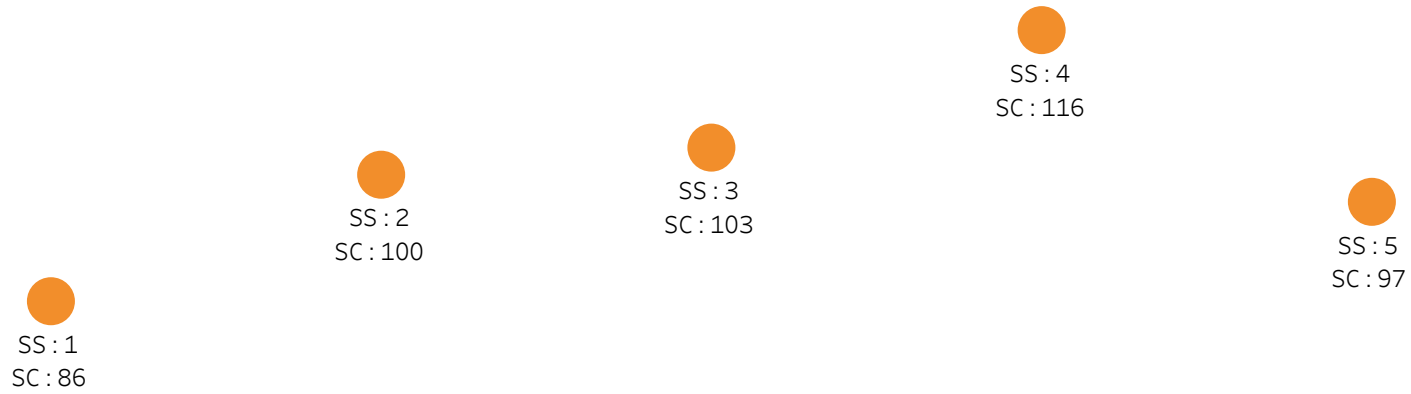 SS : 1
SC : 86
SS : 2
SC : 100
SS : 3
SC : 103
SS : 4
SC : 116
SS : 5
SC : 97